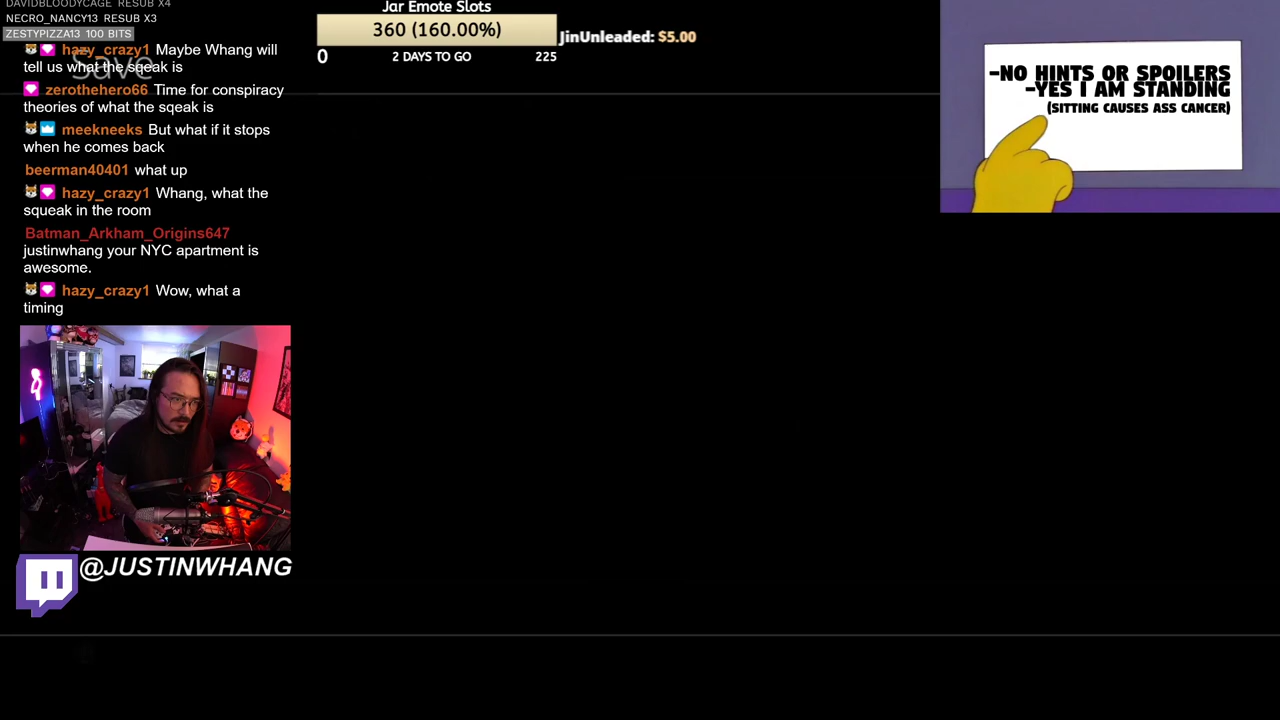 DAVIDBLOODYCAGE RESUB X4
NECRO_NANCY13 RESUB X3
ZESTYPIZZA13 100 BITS
Save
hazy_crazy1 Maybe Whang will
tell us what the sqeak is
zerothehero66 Time for conspiracy
theories of what the sqeak is
meekneeks But what if it stops
when he comes back
beerman40401 what up
hazy_crazy1 Whang, what the
squeak in the room
Batman_Arkham_Origins647
justinwhang your NYC apartment is
awesome.
hazy_crazy1 Wow, what a
timing
@JUSTINWHANG
Jar Emote Slots
360 (160.00%)
0 2 DAYS TO GO 225
JinUnleaded: $5.00
-NO HINTS OR SPOILERS
-YES I AM STANDING
(SITTING CAUSES ASS CANCER)